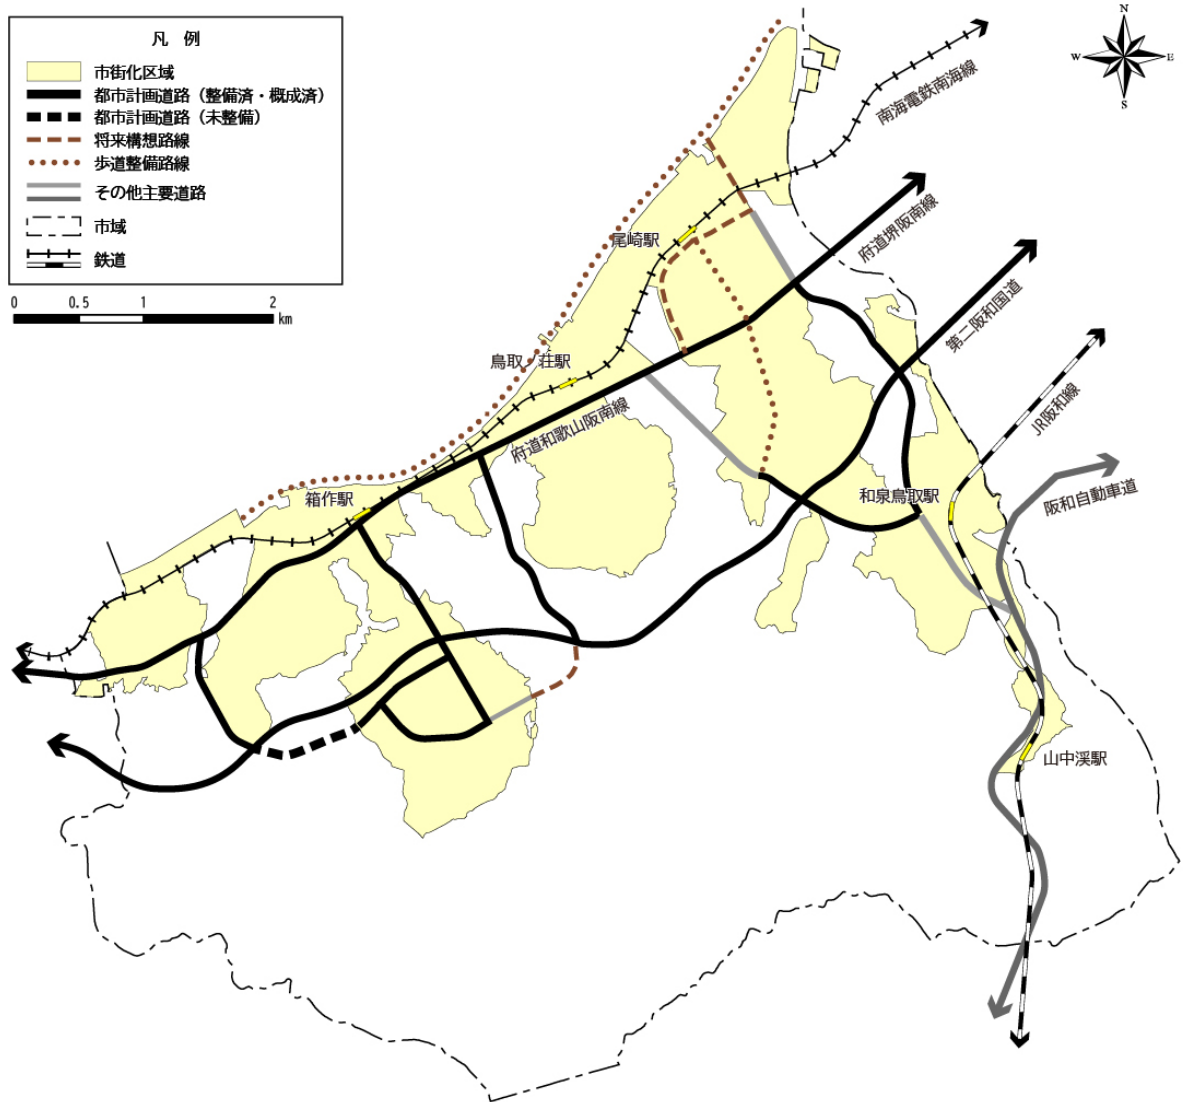 凡 例
市街化区域
都市計画道路（整備済・概成済）
都市計画道路（未整備）
将来構想路線
歩道整備路線
その他主要道路
市域
鉄道
0 0.5 1 2
km
N
W E
S
南海電鉄南海線
府道堺阪南線
尾崎駅
第二阪和国道
鳥取ノ荘駅
JR阪和線
府道和歌山阪南線
箱作駅
和泉鳥取駅
阪和自動車道
山中渓駅